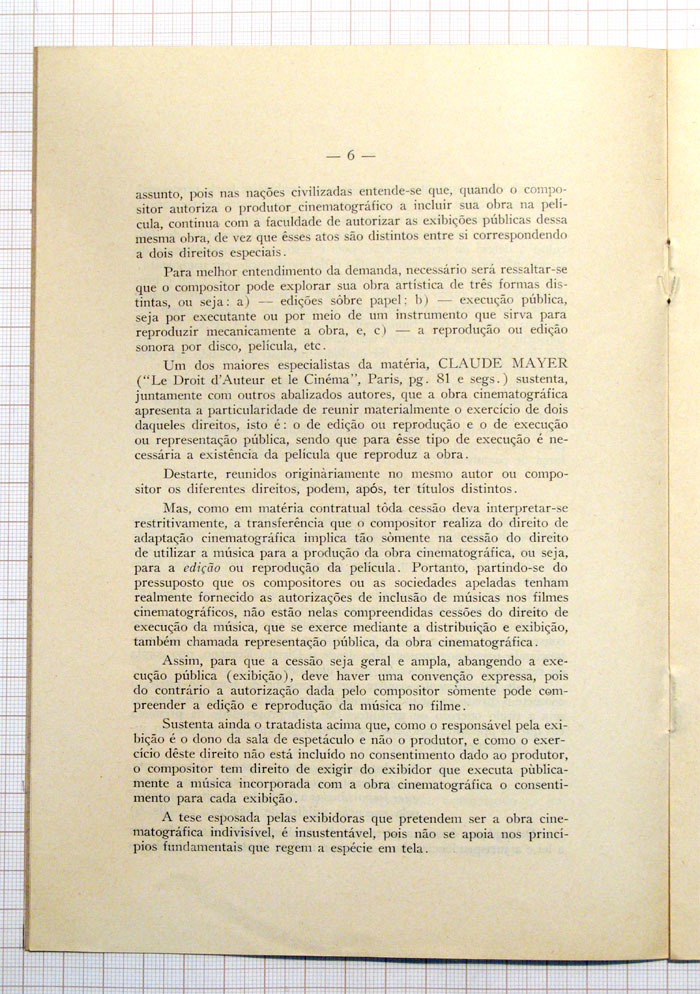 — 6 —
assunto, pois nas nações civilizadas entende-se que, quando o compo-
sitor autoriza o produtor cinematográfico a incluir sua obra na pelí-
cula, continua com a faculdade de autorizar as exibições públicas dessa
mesma obra, de vez que êsses atos são distintos entre si correspondendo
a dois direitos especiais.
Para melhor entendimento da demanda, necessário será ressaltar-se
que o compositor pode explorar sua obra artística de três formas dis-
tintas, ou seja: a) — edições sôbre papel; b) — execução pública,
seja por executante ou por meio de um instrumento que sirva para
reproduzir mecanicamente a obra, e, c) — a reprodução ou edição
sonora por disco, película, etc.
Um dos maiores especialistas da matéria, CLAUDE MAYER
("Le Droit d'Auteur et le Cinéma", Paris, pg. 81 e segs.) sustenta,
juntamente com outros abalizados autores, que a obra cinematográfica
apresenta a particularidade de reunir materialmente o exercício de dois
daqueles direitos, isto é: o de edição ou reprodução e o de execução
ou representação pública, sendo que para êsse tipo de execução é ne-
cessária a existência da película que reproduz a obra.
Destarte, reunidos originàriamente no mesmo autor ou compo-
sitor os diferentes direitos, podem, após, ter títulos distintos.
Mas, como em matéria contratual tôda cessão deva interpretar-se
restritivamente, a transferência que o compositor realiza do direito de
adaptação cinematográfica implica tão sòmente na cessão do direito
de utilizar a música para a produção da obra cinematográfica, ou seja,
para a edição ou reprodução da película. Portanto, partindo-se do
pressuposto que os compositores ou as sociedades apeladas tenham
realmente fornecido as autorizações de inclusão de músicas nos filmes
cinematográficos, não estão nelas compreendidas cessões do direito de
execução da música, que se exerce mediante a distribuição e exibição,
também chamada representação pública, da obra cinematográfica.
Assim, para que a cessão seja geral e ampla, abangendo a exe-
cução pública (exibição), deve haver uma convenção expressa, pois
do contrário a autorização dada pelo compositor sòmente pode com-
preender a edição e reprodução da música no filme.
Sustenta ainda o tratadista acima que, como o responsável pela exi-
bição é o dono da sala de espetáculo e não o produtor, e como o exer-
cício dêste direito não está incluído no consentimento dado ao produtor,
o compositor tem direito de exigir do exibidor que executa pùblica-
mente a música incorporada com a obra cinematográfica o consenti-
mento para cada exibição.
A tese esposada pelas exibidoras que pretendem ser a obra cine-
matográfica indivisível, é insustentável, pois não se apoia nos princí-
pios fundamentais que regem a espécie em tela.